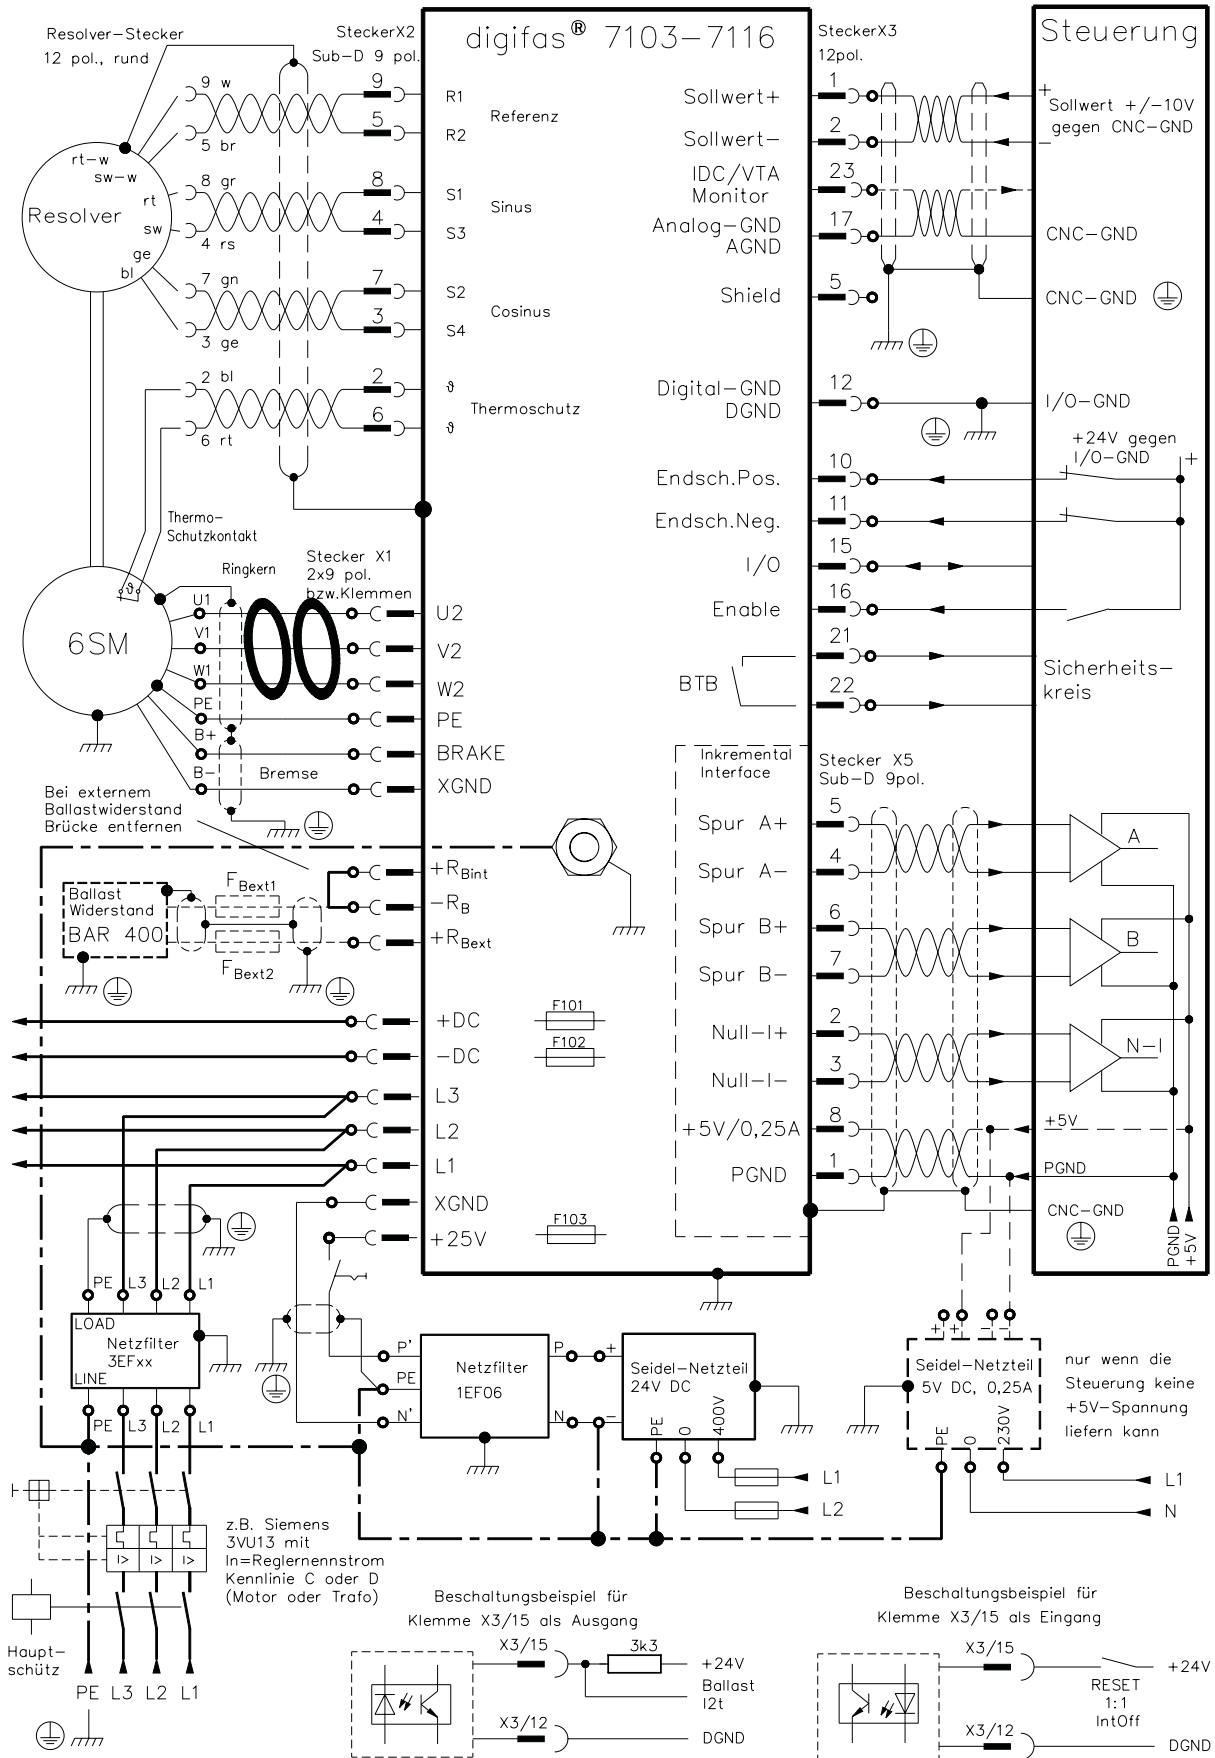 digifas® 7103-7116
Steuerung
Resolver-Stecker
12 pol., rund
SteckerX2
Sub-D 9 pol.
9 w
9
R1
Referenz
5 br
5
R2
rt-w
sw-w
rt
Resolver
sw
ge
bl
8 gr
8
S1
Sinus
4 rs
4
S3
7 gn
7
S2
Cosinus
3 ge
3
S4
2 bl
2
ϑ
Thermoschutz
6 rt
6
ϑ
Thermo-
Schutzkontakt
ϑ
6SM
Ringkern
Stecker X1
2x9 pol.
bzw.Klemmen
U1
U2
V1
V2
W1
W2
PE
PE
B+
BRAKE
B-
Bremse
XGND
Bei externem
Ballastwiderstand
Brücke entfernen
Ballast
Widerstand
BAR 400
FBext1
FBext2
+RBint
-RB
+RBext
+DC
-DC
L3
L2
L1
XGND
+25V
F101
F102
F103
SteckerX3
12pol.
Sollwert+
1
+
Sollwert +/-10V
gegen CNC-GND
Sollwert-
2
-
IDC/VTA
Monitor
23
Analog-GND
AGND
17
CNC-GND
Shield
5
CNC-GND
Digital-GND
DGND
12
I/O-GND
+24V gegen
I/O-GND
+
Endsch.Pos.
10
Endsch.Neg.
11
I/O
15
Enable
16
BTB
21
22
Sicherheits-
kreis
Inkremental
Interface
Stecker X5
Sub-D 9pol.
Spur A+
5
A
Spur A-
4
Spur B+
6
B
Spur B-
7
Null-I+
2
N-I
Null-I-
3
+5V/0,25A
8
+5V
PGND
1
PGND
CNC-GND
PGND
+5V
PE L3 L2 L1
LOAD
Netzfilter
3EFxx
LINE
PE L3 L2 L1
P'
PE
N'
Netzfilter
1EF06
P
N
+
-
Seidel-Netzteil
24V DC
PE
0
400V
L1
L2
+ + - -
Seidel-Netzteil
5V DC, 0,25A
PE
0
230V
L1
N
nur wenn die
Steuerung keine
+5V-Spannung
liefern kann
I> I> I>
z.B. Siemens
3VU13 mit
In=Reglernennstrom
Kennlinie C oder D
(Motor oder Trafo)
Haupt-
schütz
PE L3 L2 L1
Beschaltungsbeispiel für
Klemme X3/15 als Ausgang
X3/15
3k3
+24V
Ballast
I2t
X3/12
DGND
Beschaltungsbeispiel für
Klemme X3/15 als Eingang
X3/15
+24V
RESET
1:1
IntOff
X3/12
DGND